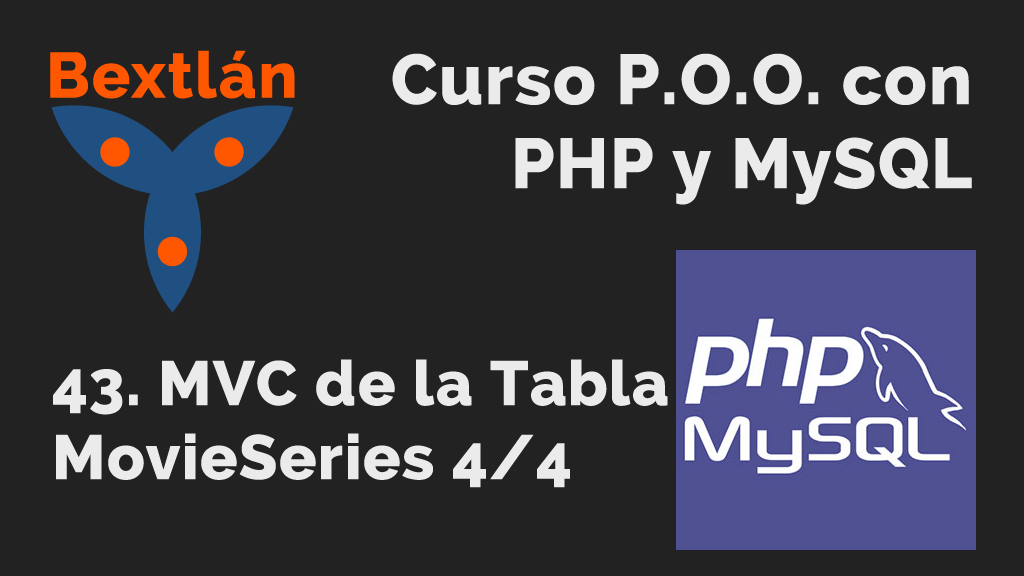 Bextlán
Curso P.O.O. con
PHP y MySQL
43. MVC de la Tabla
MovieSeries 4/4
php
MySQL